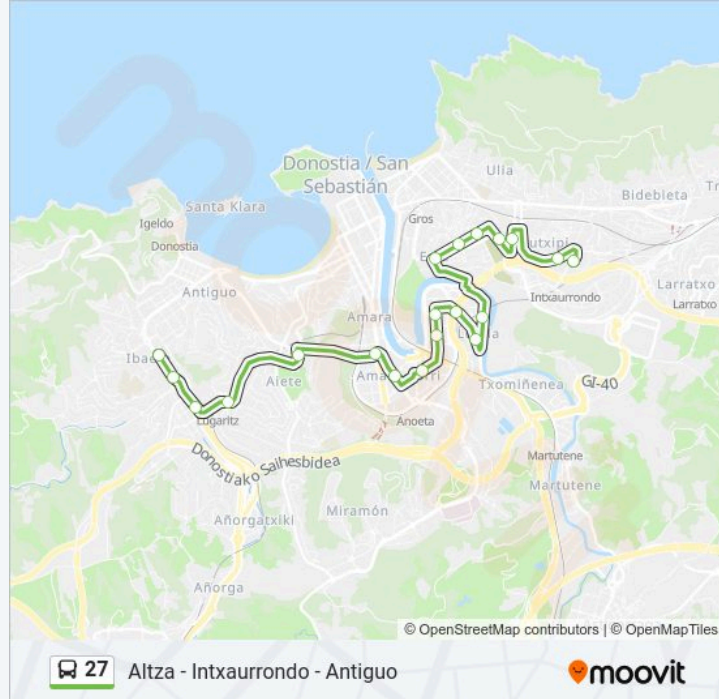 Donostia / San
Sebastián
Ulia
Bidebieta
Santa Klara
Gros
Igeldo
Donostia
Antiguo
Intxaurrondo
Larratxo
Larratxo
Amara
Aiete
Txomiñenea
GI-40
Lugaritz
Anoeta
Donostiako Saihesbidea
Martutene
Martutene
Miramón
Añorgatxiki
Añorga
© OpenStreetMap contributors | © OpenMapTiles
27 Altza - Intxaurrondo - Antiguo
moovit